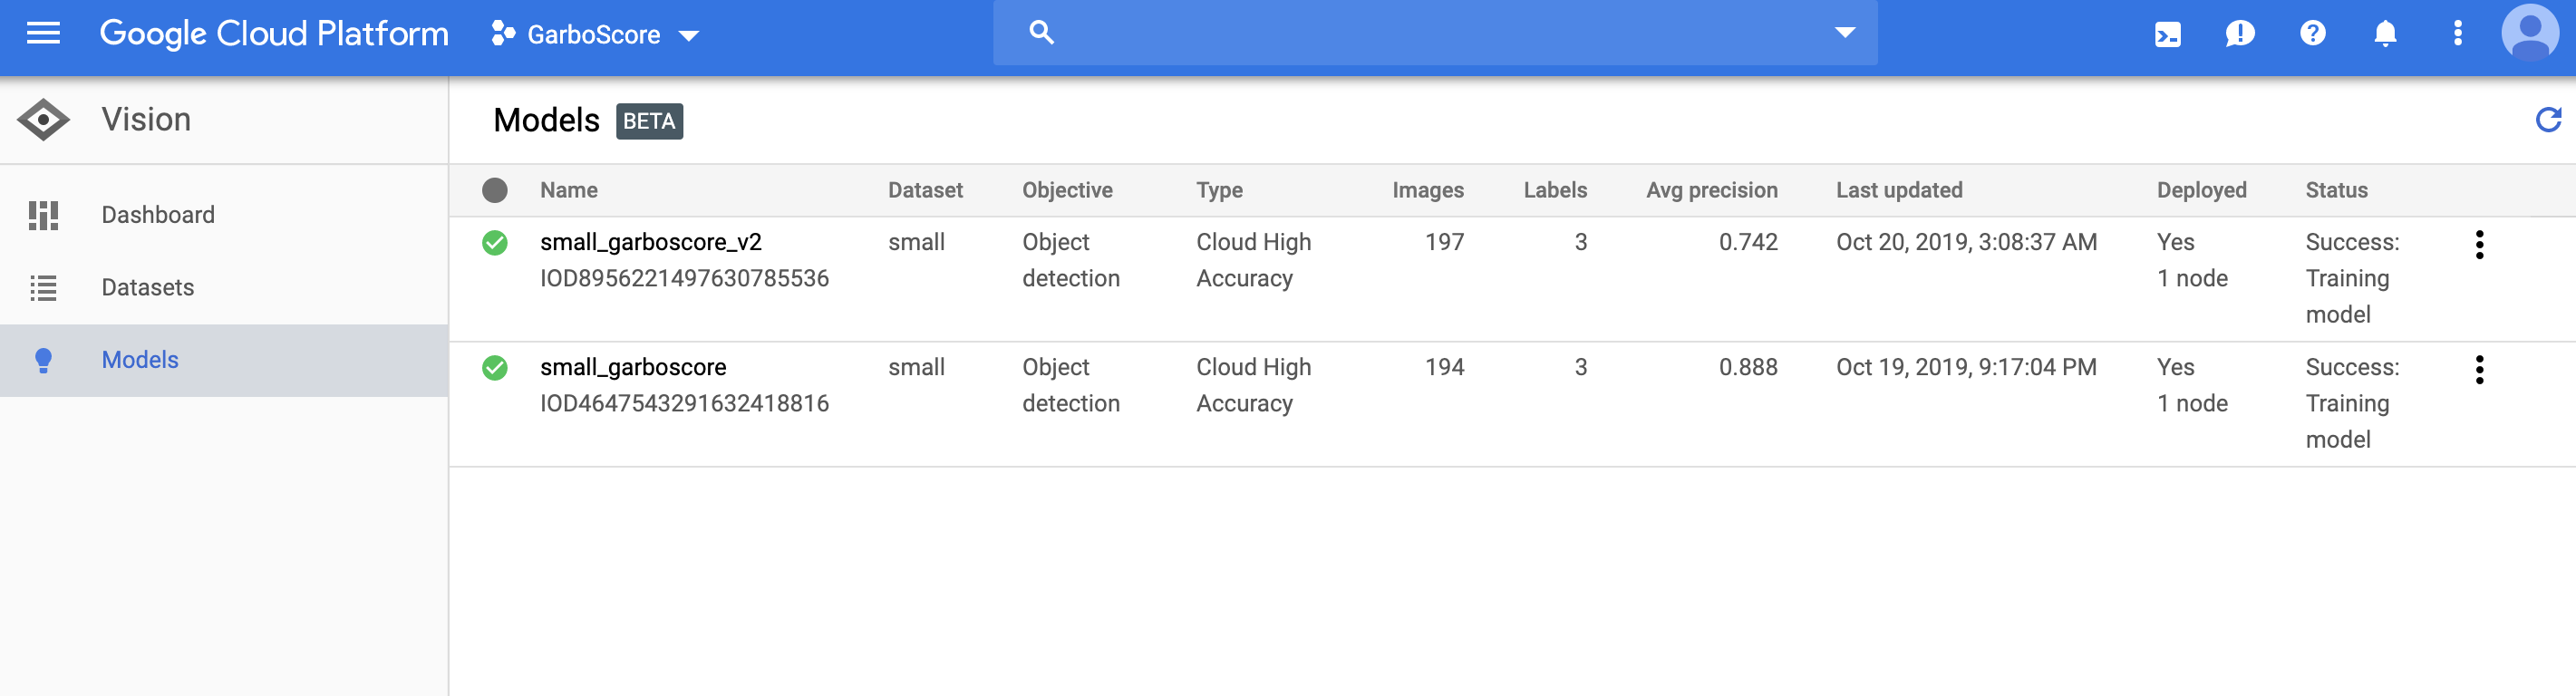 Google Cloud Platform GarboScore
Vision
Models BETA
Dashboard
Datasets
Models
Name Dataset Objective Type Images Labels Avg precision Last updated Deployed Status
small_garboscore_v2 small Object Cloud High 197 3 0.742 Oct 20, 2019, 3:08:37 AM Yes Success:
IOD8956221497630785536 detection Accuracy 1 node Training
model
small_garboscore small Object Cloud High 194 3 0.888 Oct 19, 2019, 9:17:04 PM Yes Success:
IOD4647543291632418816 detection Accuracy 1 node Training
model